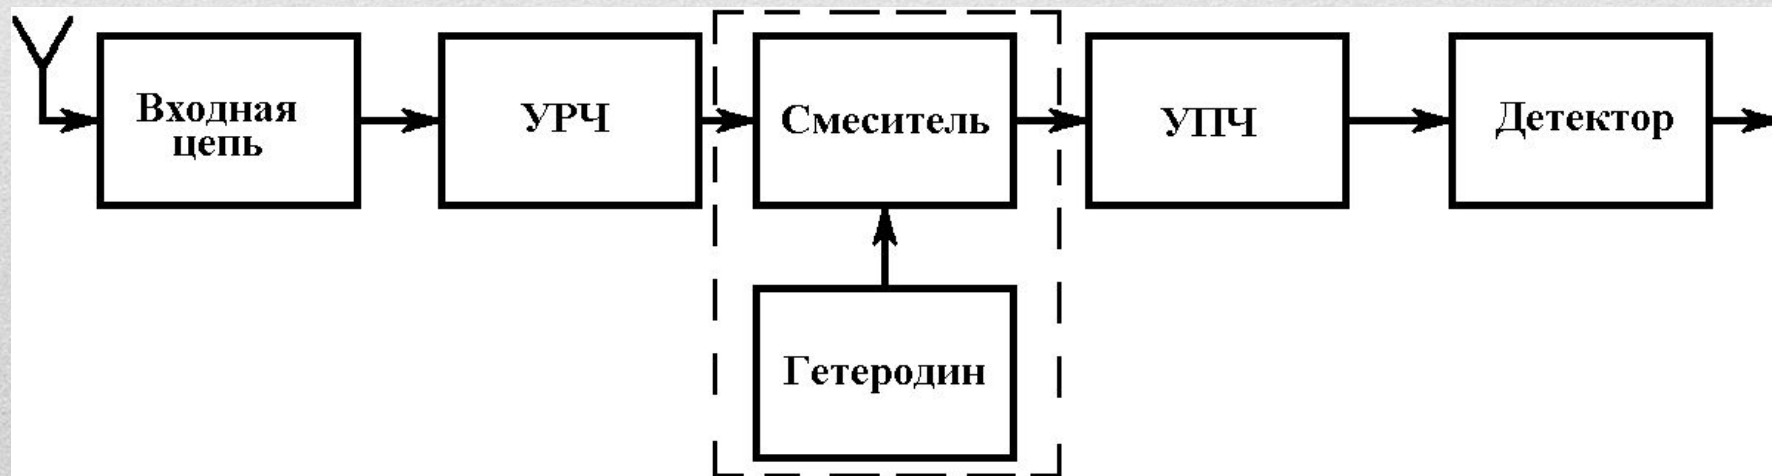 Входная
цепь
УРЧ
Смеситель
УПЧ
Детектор
Гетеродин